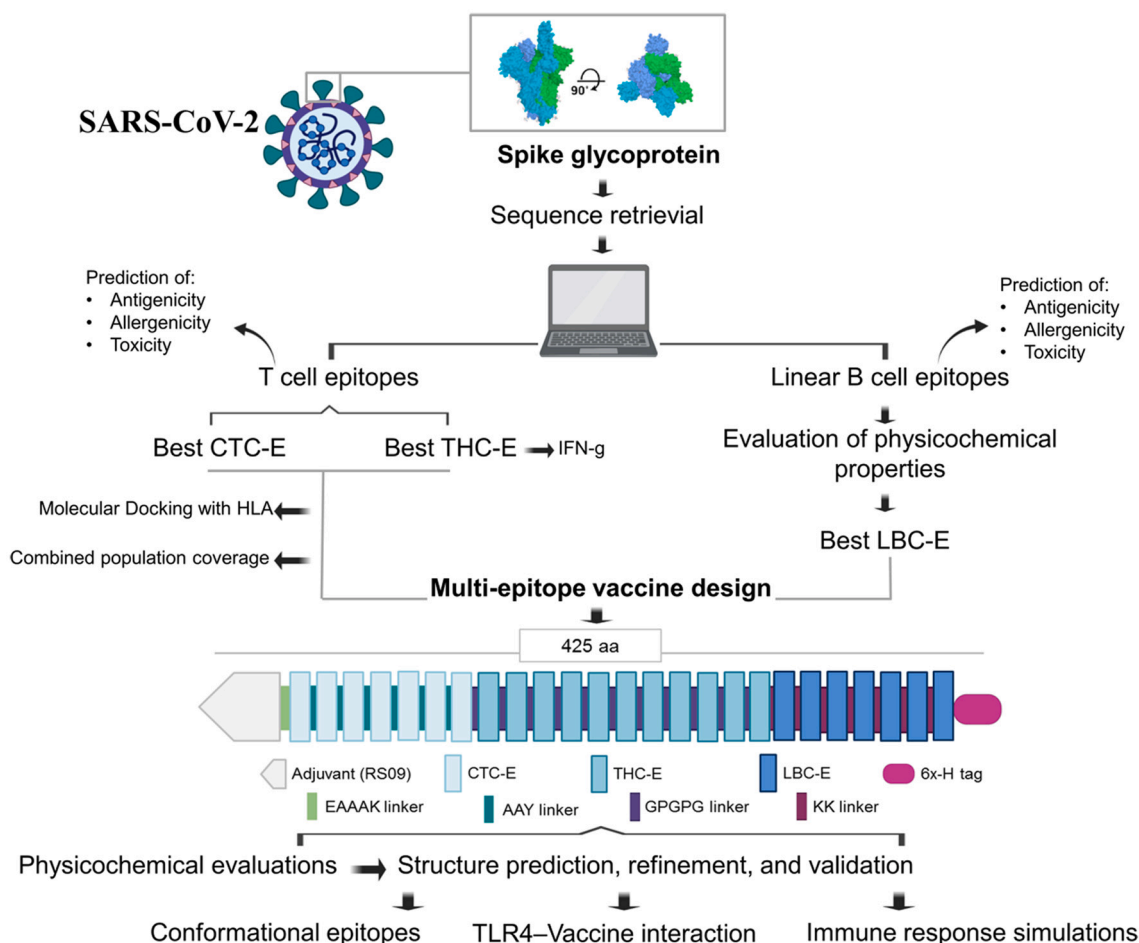 90°
SARS-CoV-2
Spike glycoprotein
Sequence retrievial
Prediction of:
• Antigenicity
• Allergenicity
• Toxicity
Prediction of:
• Antigenicity
• Allergenicity
• Toxicity
T cell epitopes
Linear B cell epitopes
Best CTC-E
Best THC-E
IFN-g
Evaluation of physicochemical
properties
Molecular Docking with HLA
Combined population coverage
Best LBC-E
Multi-epitope vaccine design
425 aa
Adjuvant (RS09)
CTC-E
THC-E
LBC-E
6x-H tag
EAAAK linker
AAY linker
GPGPG linker
KK linker
Physicochemical evaluations
Structure prediction, refinement, and validation
Conformational epitopes
TLR4–Vaccine interaction
Immune response simulations